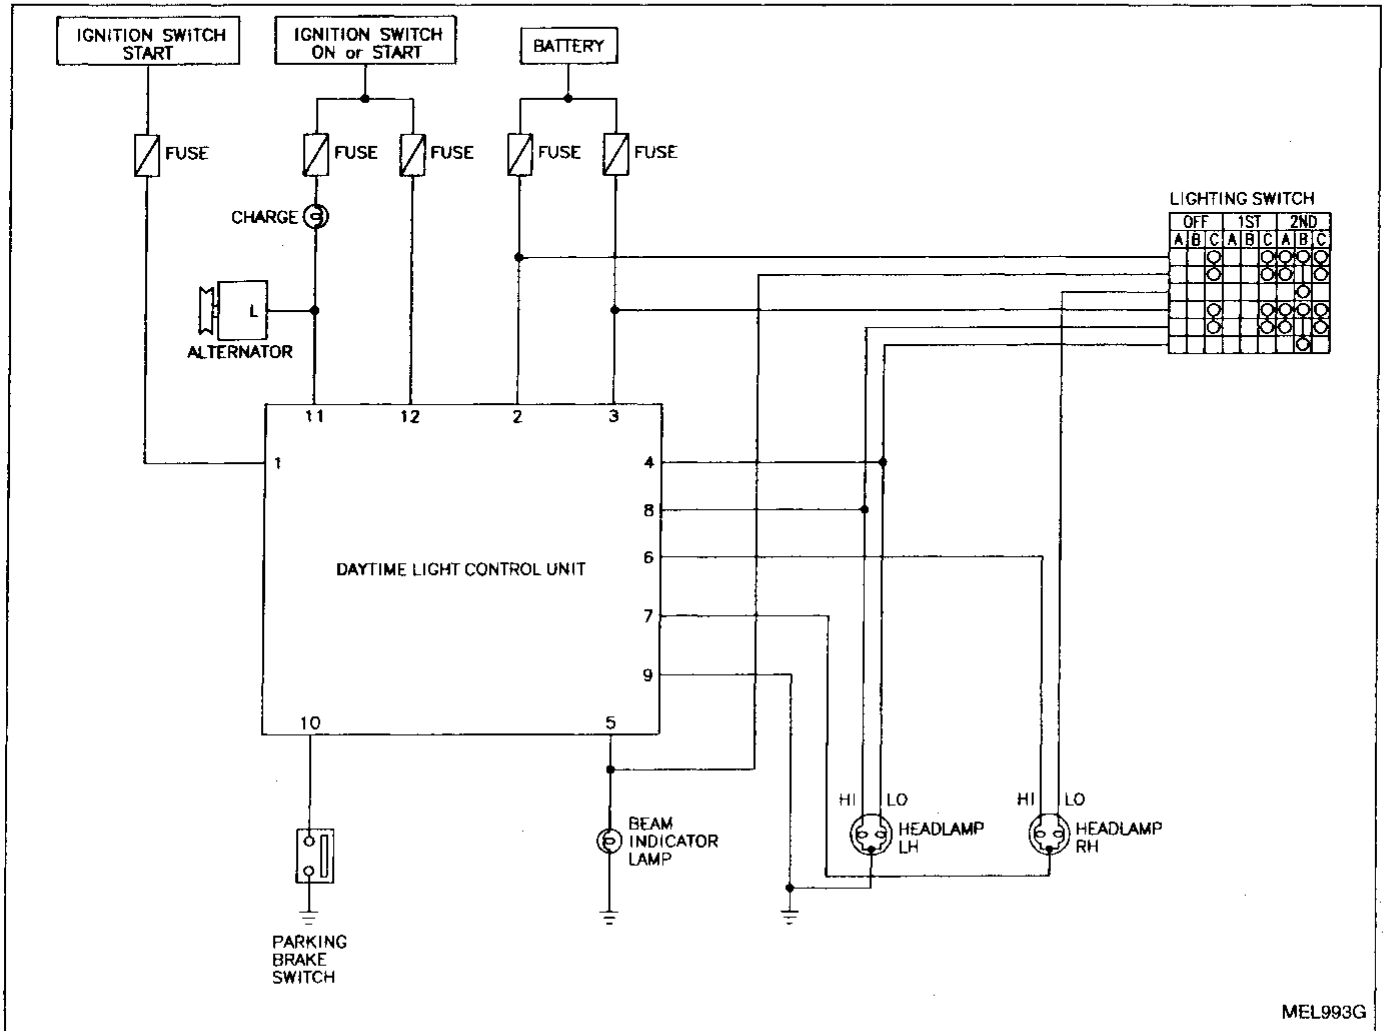 IGNITION SWITCH
START
IGNITION SWITCH
ON or START
BATTERY
FUSE
FUSE
FUSE
FUSE
FUSE
CHARGE
L
ALTERNATOR
LIGHTING SWITCH
OFF 1ST 2ND
A B C A B C A B C
11 12 2 3
1
4
8
6
7
9
DAYTIME LIGHT CONTROL UNIT
10 5
HI LO
HEADLAMP
LH
HI LO
HEADLAMP
RH
BEAM
INDICATOR
LAMP
PARKING
BRAKE
SWITCH
MEL993G